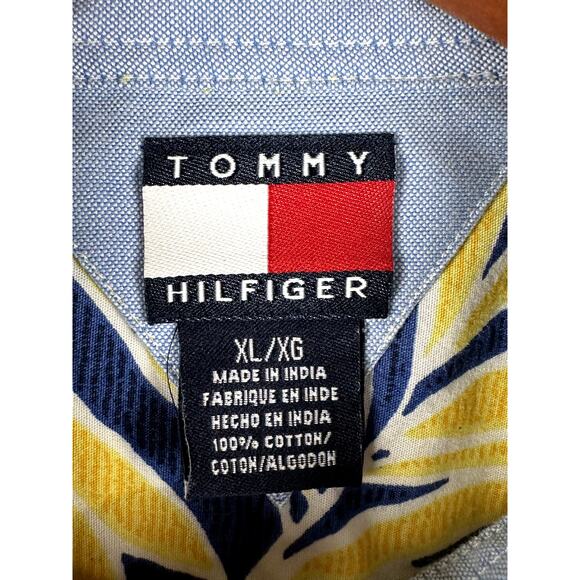 TOMMY
HILFIGER
XL/XG
MADE IN INDIA
FABRIQUE EN INDE
HECHO EN INDIA
100% COTTON/
COTON/ALGODON